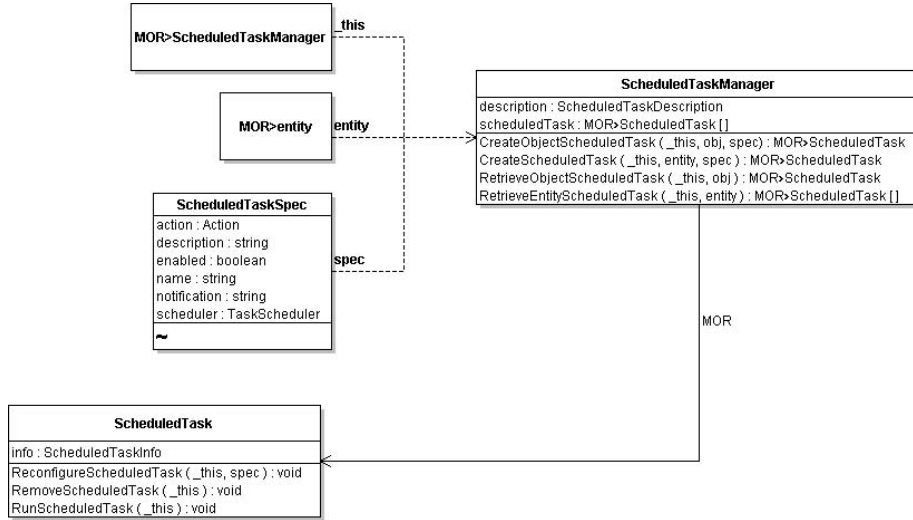 MOR>ScheduledTaskManager
_this
MOR>entity
entity
ScheduledTaskSpec
action : Action
description : string
enabled : boolean
name : string
notification : string
scheduler : TaskScheduler
~
spec
ScheduledTaskManager
description : ScheduledTaskDescription
scheduledTask : MOR>ScheduledTask [ ]
CreateObjectScheduledTask ( _this, obj, spec) : MOR>ScheduledTask
CreateScheduledTask ( _this, entity, spec ) : MOR>ScheduledTask
RetrieveObjectScheduledTask ( _this, obj ) : MOR>ScheduledTask
RetrieveEntityScheduledTask ( _this, entity ) : MOR>ScheduledTask [ ]
MOR
ScheduledTask
info : ScheduledTaskInfo
ReconfigureScheduledTask ( _this, spec ) : void
RemoveScheduledTask ( _this ) : void
RunScheduledTask ( _this ) : void